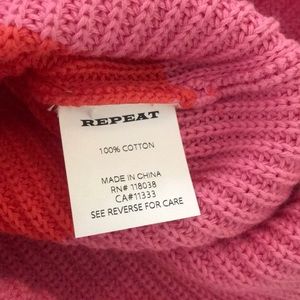 REPEAT
100% COTTON
MADE IN CHINA
RN# 118038
CA#11333
SEE REVERSE FOR CARE